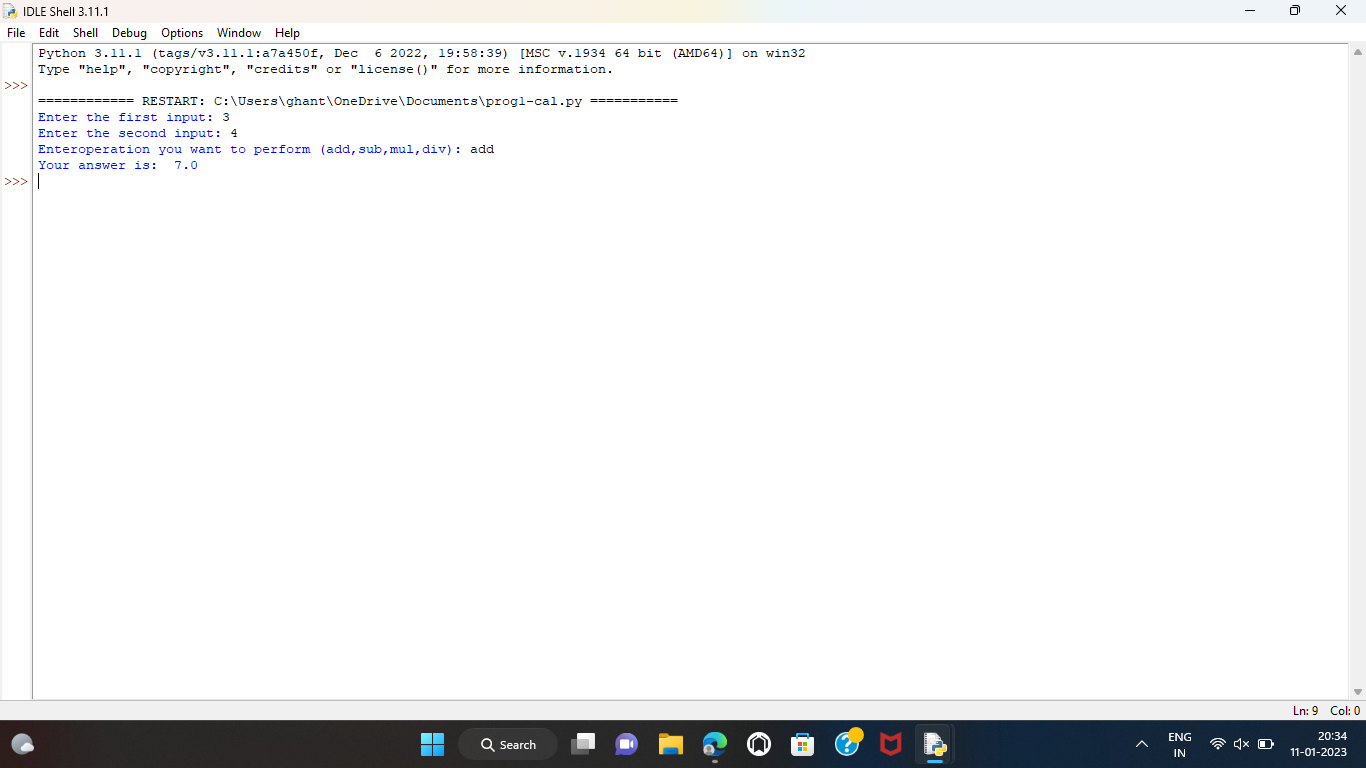 IDLE Shell 3.11.1
File Edit Shell Debug Options Window Help
Python 3.11.1 (tags/v3.11.1:a7a450f, Dec  6 2022, 19:58:39) [MSC v.1934 64 bit (AMD64)] on win32
Type "help", "copyright", "credits" or "license()" for more information.
>>>
============ RESTART: C:\Users\ghant\OneDrive\Documents\prog1-cal.py ===========
Enter the first input: 3
Enter the second input: 4
Enteroperation you want to perform (add,sub,mul,div): add
Your answer is:  7.0
>>>
Ln: 9 Col: 0
Search
ENG
IN
20:34
11-01-2023